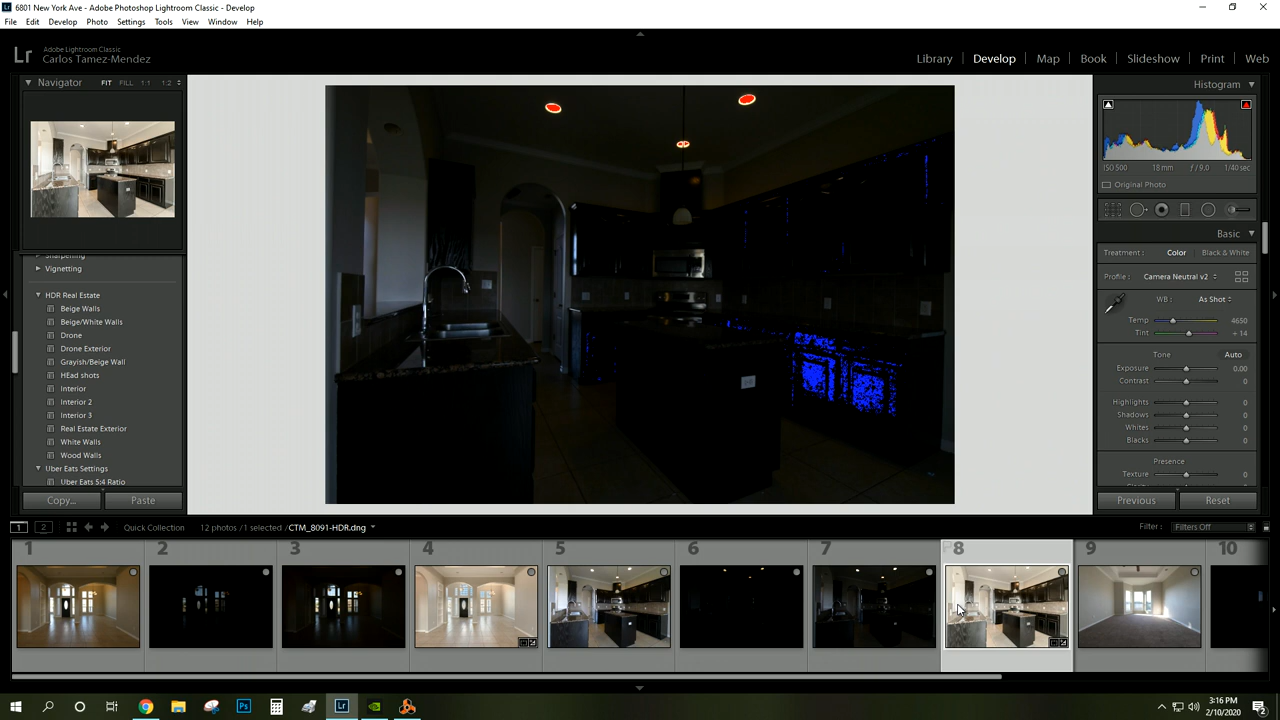 6801 New York Ave - Adobe Photoshop Lightroom Classic - Develop
File Edit Develop Photo Settings Tools View Window Help
Lr Adobe Lightroom Classic
Carlos Tamez-Mendez
Library Develop Map Book Slideshow Print Web
Navigator FIT FILL 1:1 1:2
Sharpening
Vignetting
HDR Real Estate
Beige Walls
Beige/White Walls
Drone
Drone Exterior
Grayish/Beige Wall
HEad shots
Interior
Interior 2
Interior 3
Real Estate Exterior
White Walls
Wood Walls
Uber Eats Settings
Uber Eats 5:4 Ratio
Copy... Paste
Histogram
ISO 500 18 mm f / 9.0 1/40 sec
Original Photo
Basic
Treatment: Color Black & White
Profile: Camera Neutral v2
WB: As Shot
Temp 4650
Tint + 14
Tone Auto
Exposure 0.00
Contrast 0
Highlights 0
Shadows 0
Whites 0
Blacks 0
Presence
Texture 0
Previous Reset
1 2 Quick Collection 12 photos / 1 selected / CTM_8091-HDR.dng Filter: Filters Off
1 2 3 4 5 6 7 8 9 10
Ps Lr
3:16 PM
2/10/2020
2